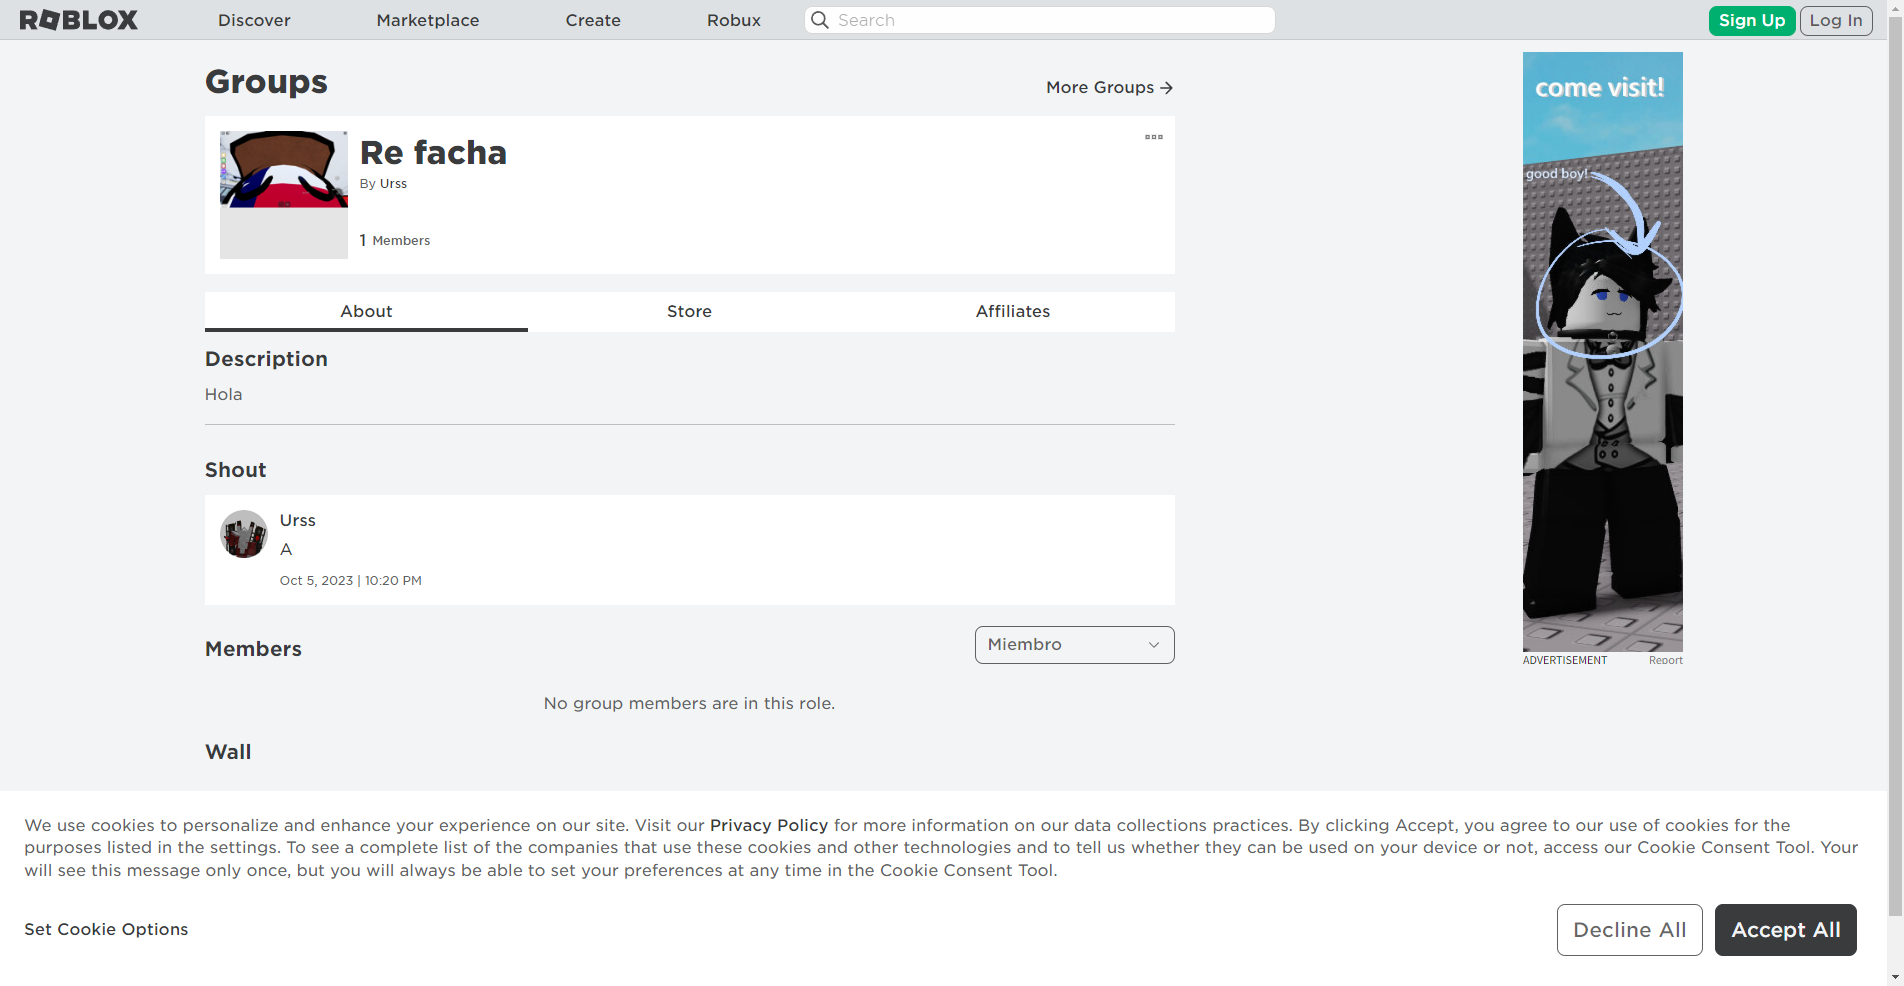 ROBLOX
Discover
Marketplace
Create
Robux
Search
Sign Up
Log In
Groups
More Groups
Re facha
By Urss
1 Members
About
Store
Affiliates
Description
Hola
Shout
Urss
A
Oct 5, 2023 | 10:20 PM
Members
Miembro
No group members are in this role.
Wall
come visit!
good boy!
ADVERTISEMENT
Report
We use cookies to personalize and enhance your experience on our site. Visit our Privacy Policy for more information on our data collections practices. By clicking Accept, you agree to our use of cookies for the
purposes listed in the settings. To see a complete list of the companies that use these cookies and other technologies and to tell us whether they can be used on your device or not, access our Cookie Consent Tool. Your
will see this message only once, but you will always be able to set your preferences at any time in the Cookie Consent Tool.
Set Cookie Options
Decline All
Accept All